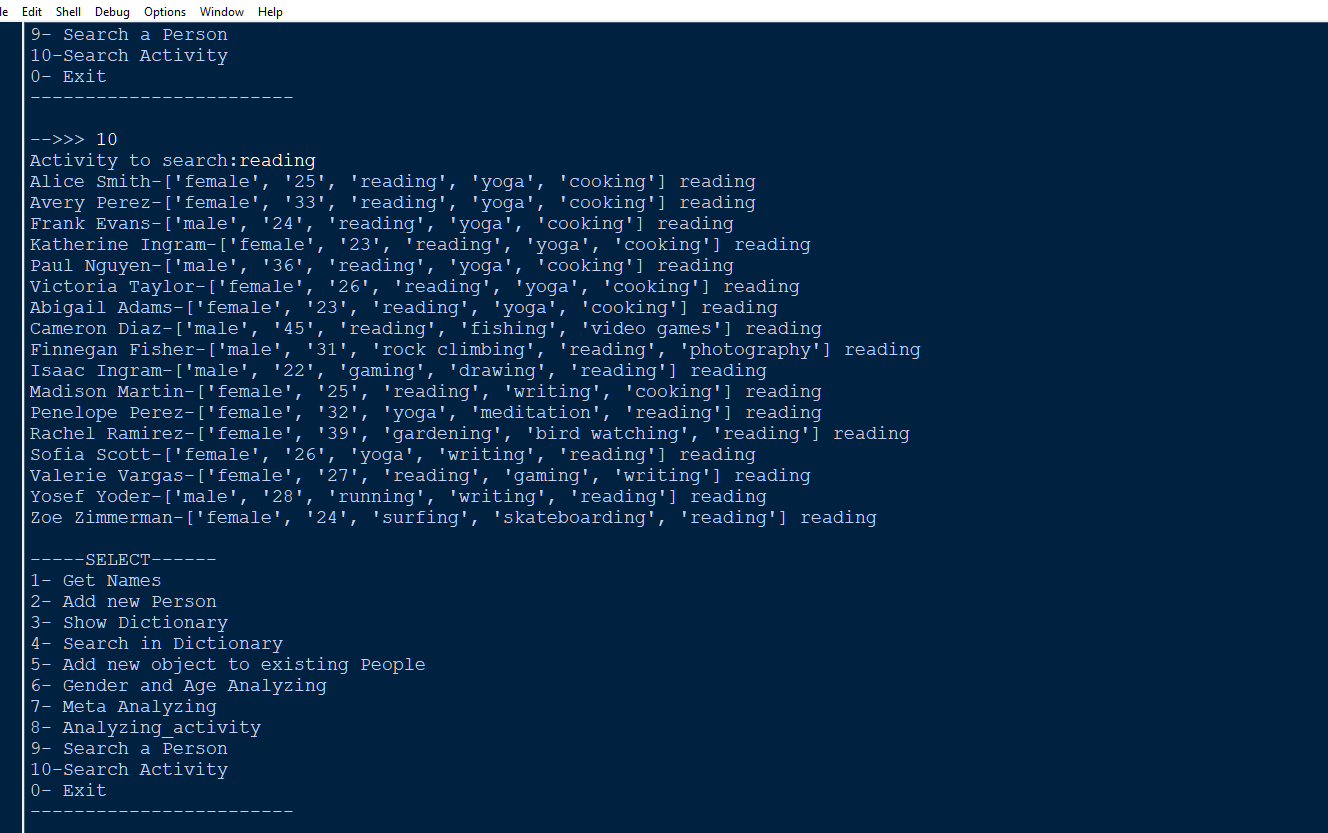 le Edit Shell Debug Options Window Help
9- Search a Person
10-Search Activity
0- Exit
------------------------
-->>> 10
Activity to search:reading
Alice Smith-['female', '25', 'reading', 'yoga', 'cooking'] reading
Avery Perez-['female', '33', 'reading', 'yoga', 'cooking'] reading
Frank Evans-['male', '24', 'reading', 'yoga', 'cooking'] reading
Katherine Ingram-['female', '23', 'reading', 'yoga', 'cooking'] reading
Paul Nguyen-['male', '36', 'reading', 'yoga', 'cooking'] reading
Victoria Taylor-['female', '26', 'reading', 'yoga', 'cooking'] reading
Abigail Adams-['female', '23', 'reading', 'yoga', 'cooking'] reading
Cameron Diaz-['male', '45', 'reading', 'fishing', 'video games'] reading
Finnegan Fisher-['male', '31', 'rock climbing', 'reading', 'photography'] reading
Isaac Ingram-['male', '22', 'gaming', 'drawing', 'reading'] reading
Madison Martin-['female', '25', 'reading', 'writing', 'cooking'] reading
Penelope Perez-['female', '32', 'yoga', 'meditation', 'reading'] reading
Rachel Ramirez-['female', '39', 'gardening', 'bird watching', 'reading'] reading
Sofia Scott-['female', '26', 'yoga', 'writing', 'reading'] reading
Valerie Vargas-['female', '27', 'reading', 'gaming', 'writing'] reading
Yosef Yoder-['male', '28', 'running', 'writing', 'reading'] reading
Zoe Zimmerman-['female', '24', 'surfing', 'skateboarding', 'reading'] reading
-----SELECT------
1- Get Names
2- Add new Person
3- Show Dictionary
4- Search in Dictionary
5- Add new object to existing People
6- Gender and Age Analyzing
7- Meta Analyzing
8- Analyzing_activity
9- Search a Person
10-Search Activity
0- Exit
------------------------